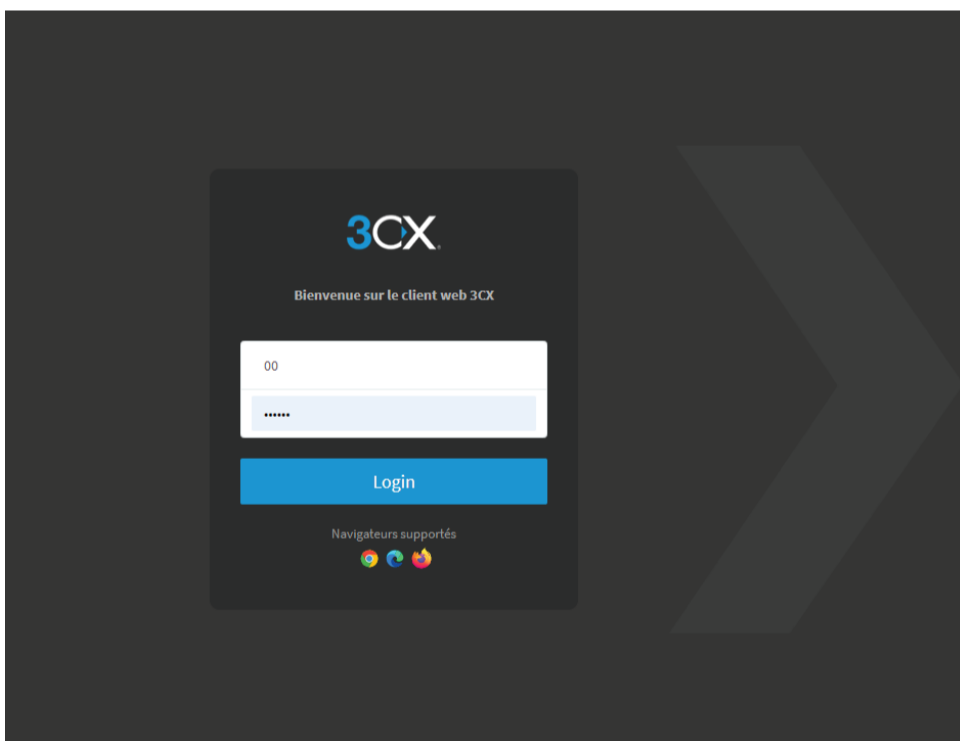 3CX
Bienvenue sur le client web 3CX
00
••••••
Login
Navigateurs supportés